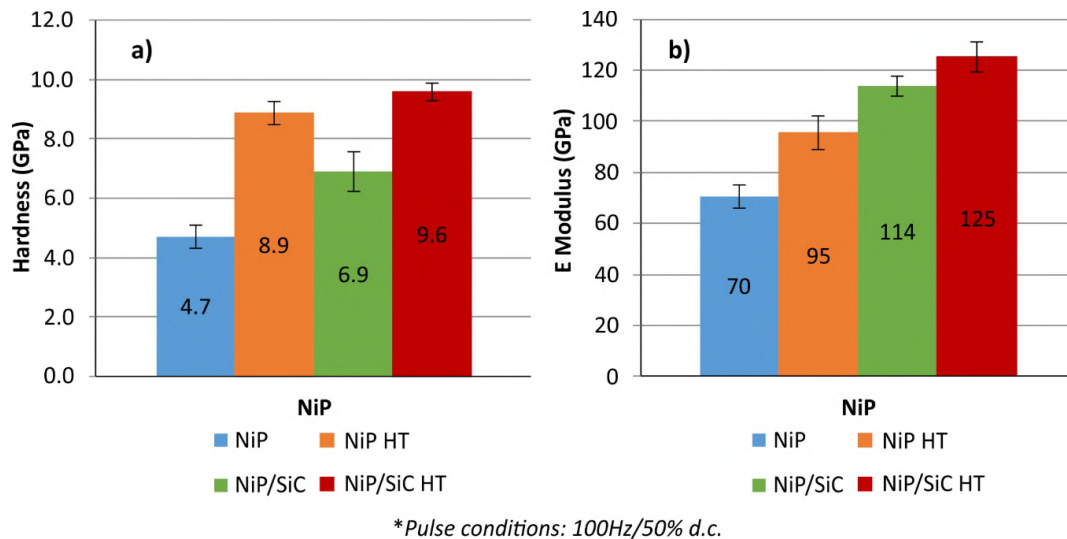 a)
Hardness (GPa)
12.0
10.0
8.0
6.0
4.0
2.0
0.0
4.7
8.9
6.9
9.6
NiP
NiP
NiP HT
NiP/SiC
NiP/SiC HT
b)
E Modulus (GPa)
140
120
100
80
60
40
20
0
70
95
114
125
NiP
NiP
NiP HT
NiP/SiC
NiP/SiC HT
*Pulse conditions: 100Hz/50% d.c.